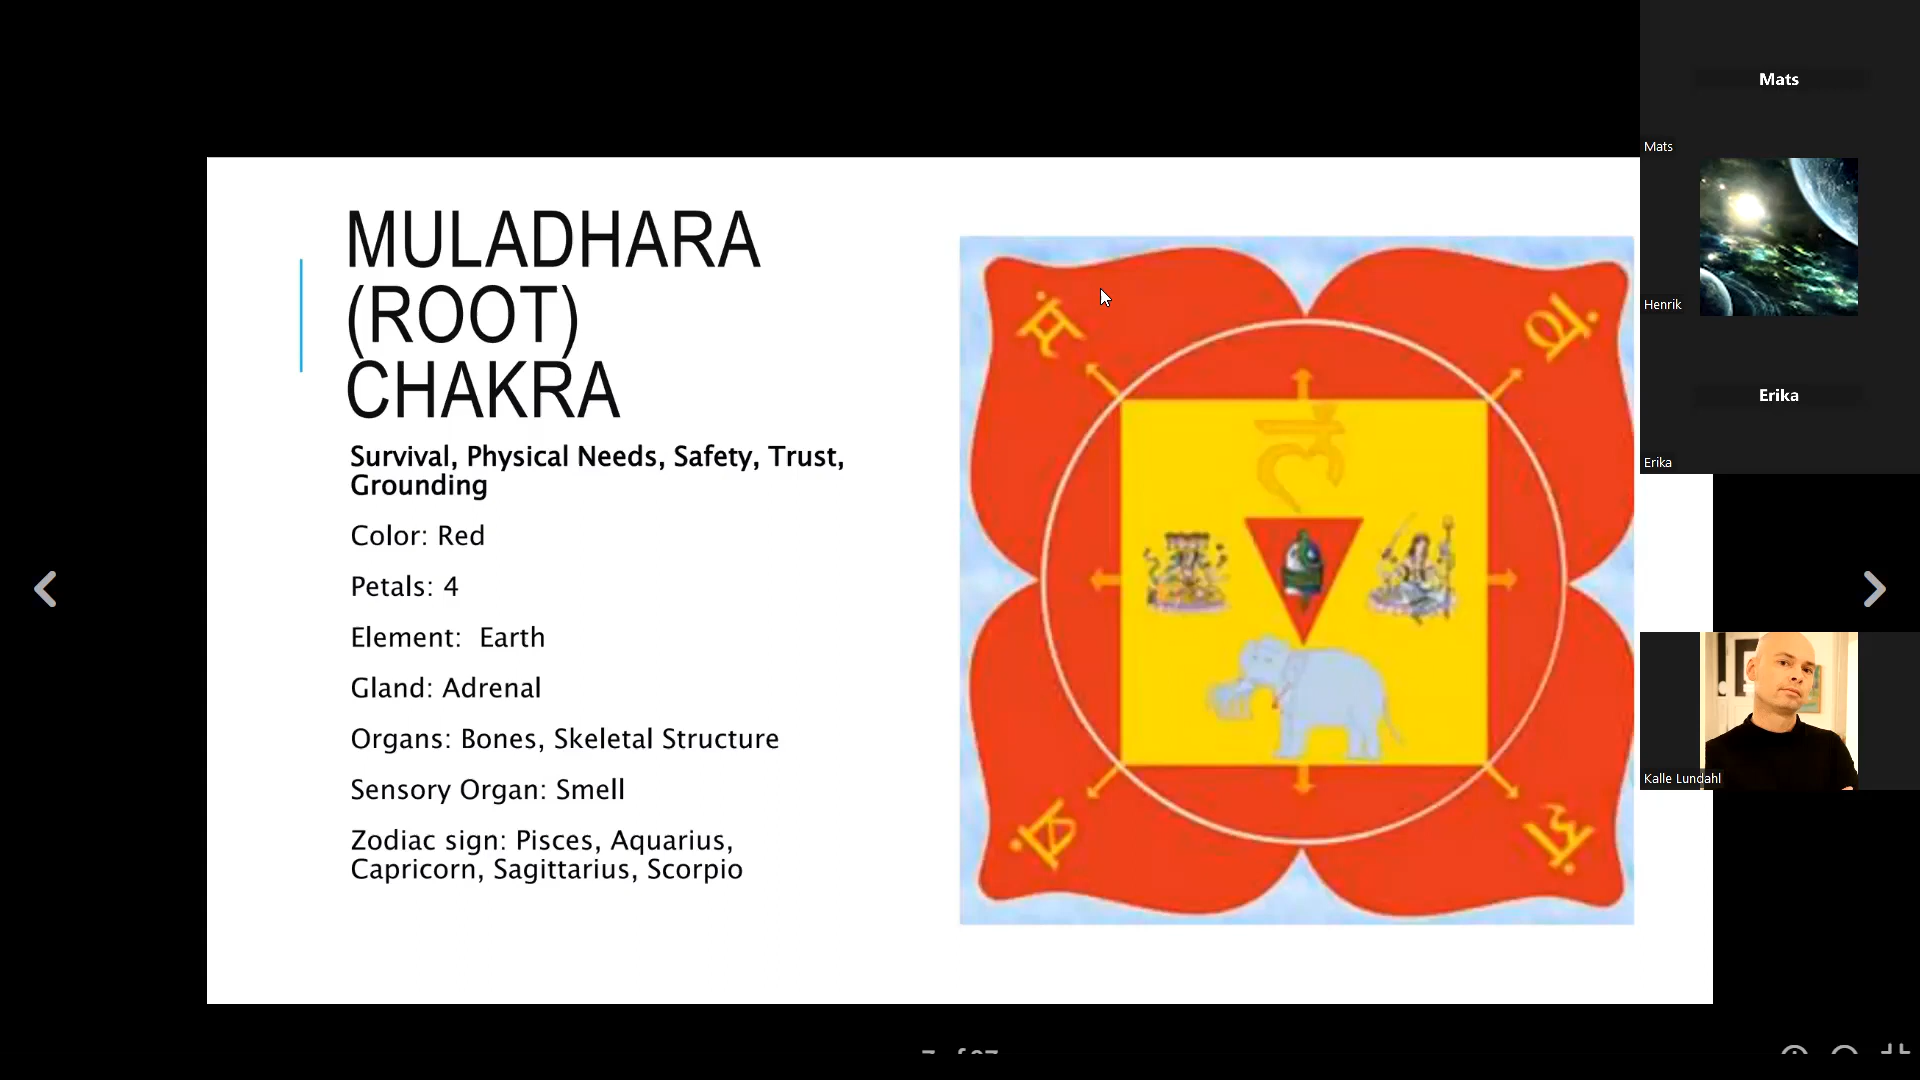 MULADHARA
(ROOT)
CHAKRA
Survival, Physical Needs, Safety, Trust,
Grounding
Color: Red
Petals: 4
Element: Earth
Gland: Adrenal
Organs: Bones, Skeletal Structure
Sensory Organ: Smell
Zodiac sign: Pisces, Aquarius,
Capricorn, Sagittarius, Scorpio
लं
Mats
Mats
Henrik
Erika
Erika
Kalle Lundahl